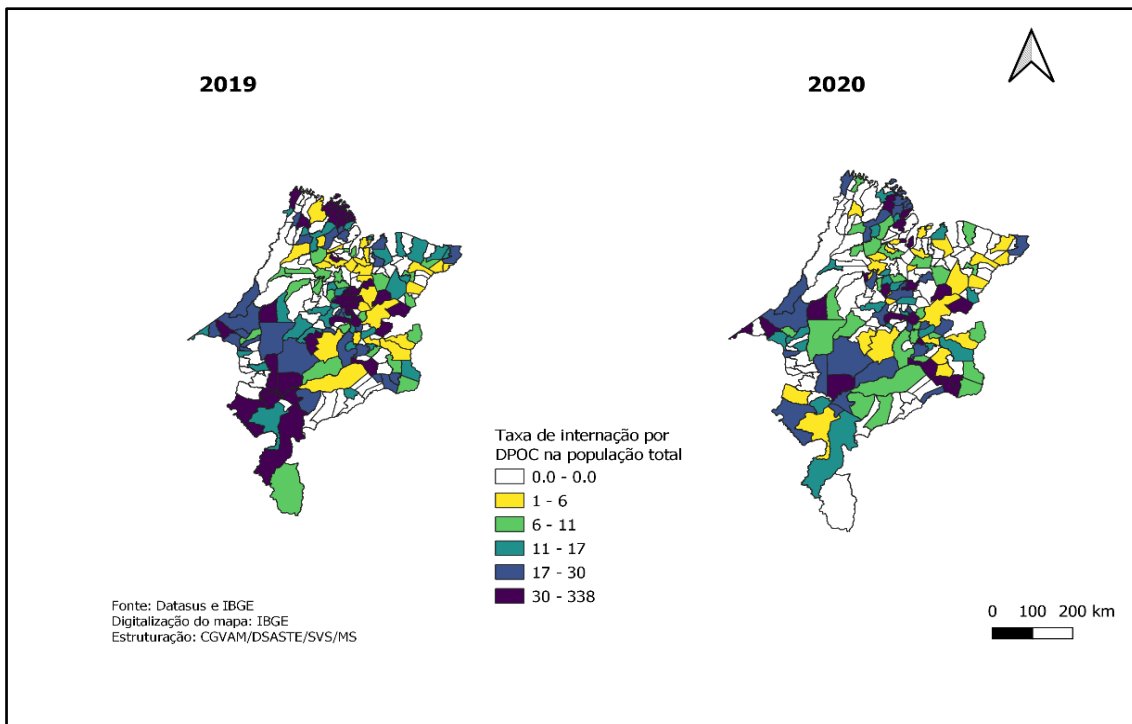 2019
2020
Taxa de internação por
DPOC na população total
0.0 - 0.0
1 - 6
6 - 11
11 - 17
17 - 30
30 - 338
Fonte: Datasus e IBGE
Digitalização do mapa: IBGE
Estruturação: CGVAM/DSASTE/SVS/MS
0 100 200 km